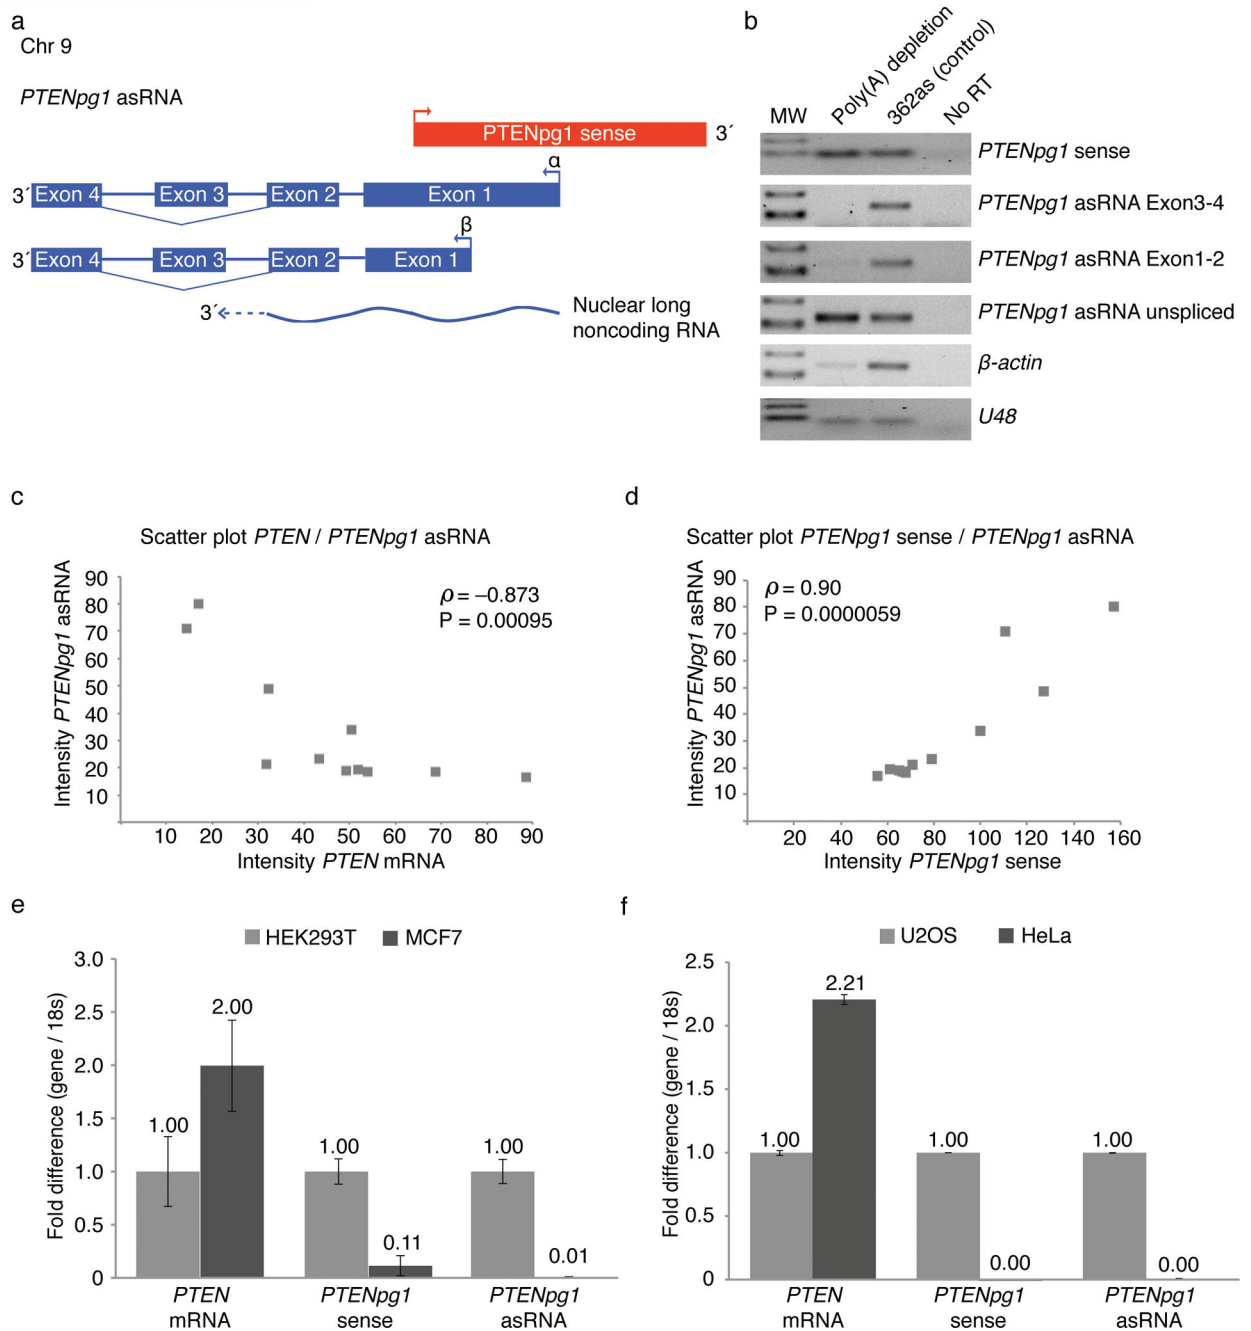 a
Chr 9
PTENpg1 asRNA
PTENpg1 sense 3´
α
3´ Exon 4 Exon 3 Exon 2 Exon 1
β
3´ Exon 4 Exon 3 Exon 2 Exon 1
3´
Nuclear long
noncoding RNA
b
MW Poly(A) depletion 362as (control) No RT
PTENpg1 sense
PTENpg1 asRNA Exon3-4
PTENpg1 asRNA Exon1-2
PTENpg1 asRNA unspliced
β-actin
U48
c
Scatter plot PTEN / PTENpg1 asRNA
ρ = –0.873
P = 0.00095
Intensity PTENpg1 asRNA
90
80
70
60
50
40
30
20
10
10 20 30 40 50 60 70 80 90
Intensity PTEN mRNA
d
Scatter plot PTENpg1 sense / PTENpg1 asRNA
ρ = 0.90
P = 0.0000059
Intensity PTENpg1 asRNA
90
80
70
60
50
40
30
20
10
20 40 60 80 100 120 140 160
Intensity PTENpg1 sense
e
HEK293T MCF7
Fold difference (gene / 18s)
3.0
2.5
2.0
1.5
1.0
0.5
0
1.00 2.00 1.00 0.11 1.00 0.01
PTEN PTENpg1 PTENpg1
mRNA sense asRNA
f
U2OS HeLa
Fold difference (gene / 18s)
2.5
2.0
1.5
1.0
0.5
0
1.00 2.21 1.00 0.00 1.00 0.00
PTEN PTENpg1 PTENpg1
mRNA sense asRNA